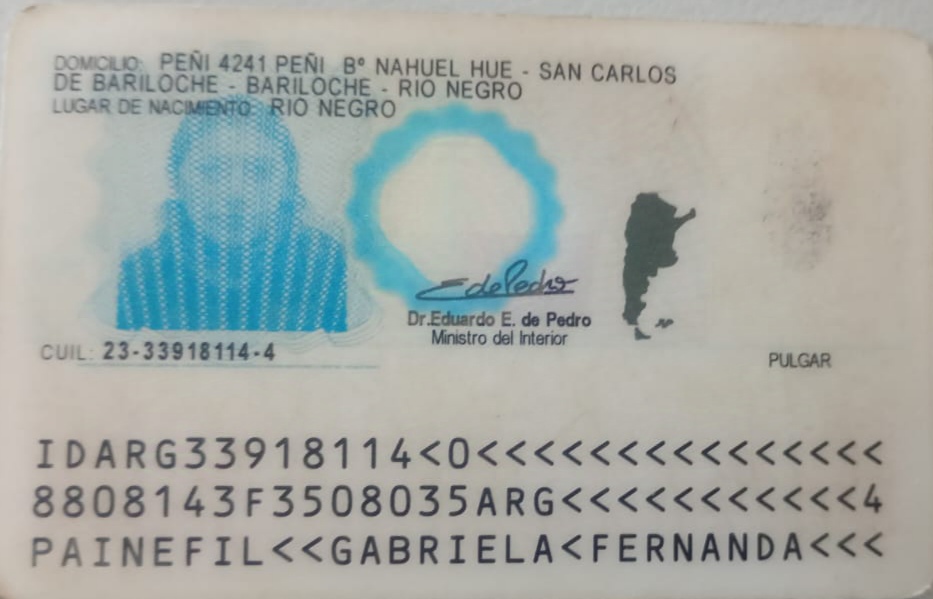 DOMICILIO: PEÑI 4241 PEÑI Bº NAHUEL HUE - SAN CARLOS
DE BARILOCHE - BARILOCHE - RIO NEGRO
LUGAR DE NACIMIENTO: RIO NEGRO
EdePedro
Dr.Eduardo E. de Pedro
Ministro del Interior
CUIL: 23-33918114-4
PULGAR
IDARG33918114<0<<<<<<<<<<<<<<<
8808143F3508035ARG<<<<<<<<<<<4
PAINEFIL<<GABRIELA<FERNANDA<<<